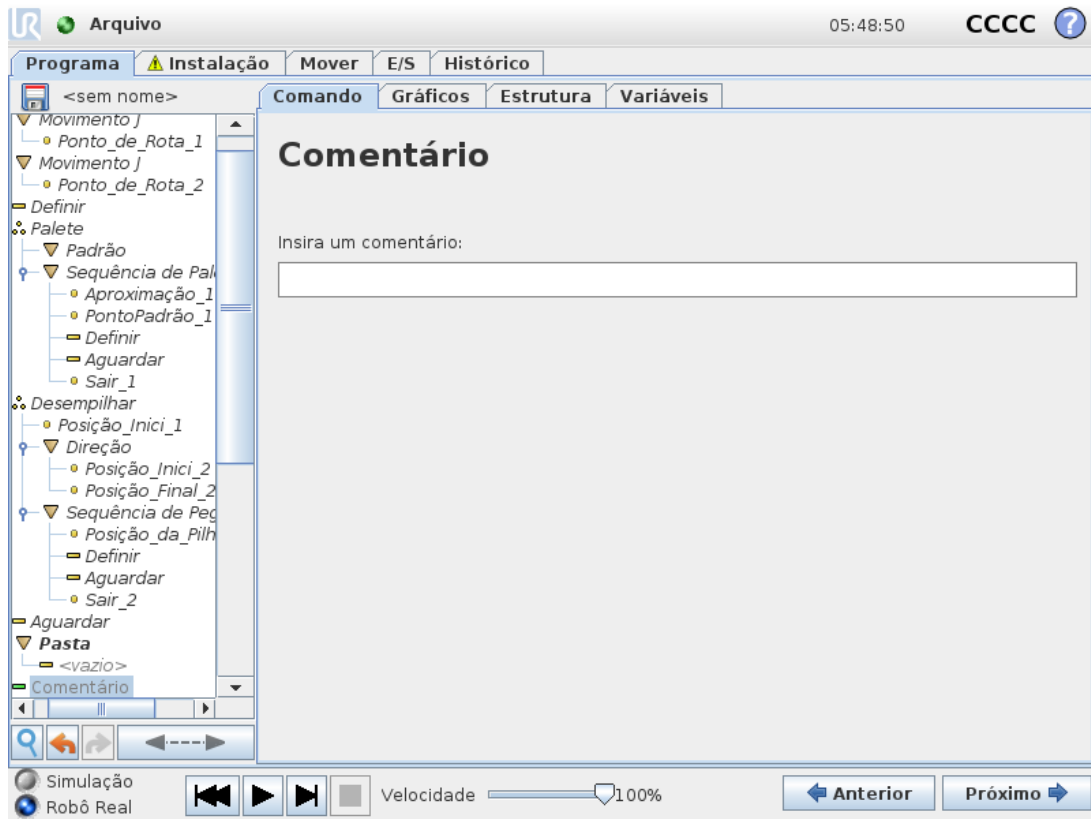 UR Arquivo 05:48:50 CCCC ?
Programa Instalação Mover E/S Histórico
<sem nome> Comando Gráficos Estrutura Variáveis
Movimento J
Ponto_de_Rota_1
Movimento J
Ponto_de_Rota_2
Definir
Palete
Padrão
Sequência de Pal
Aproximação_1
PontoPadrão_1
Definir
Aguardar
Sair_1
Desempilhar
Posição_Inici_1
Direção
Posição_Inici_2
Posição_Final_2
Sequência de Peg
Posição_da_Pilh
Definir
Aguardar
Sair_2
Aguardar
Pasta
<vazio>
Comentário
Comentário
Insira um comentário:
Simulação
Robô Real
Velocidade 100%
Anterior Próximo